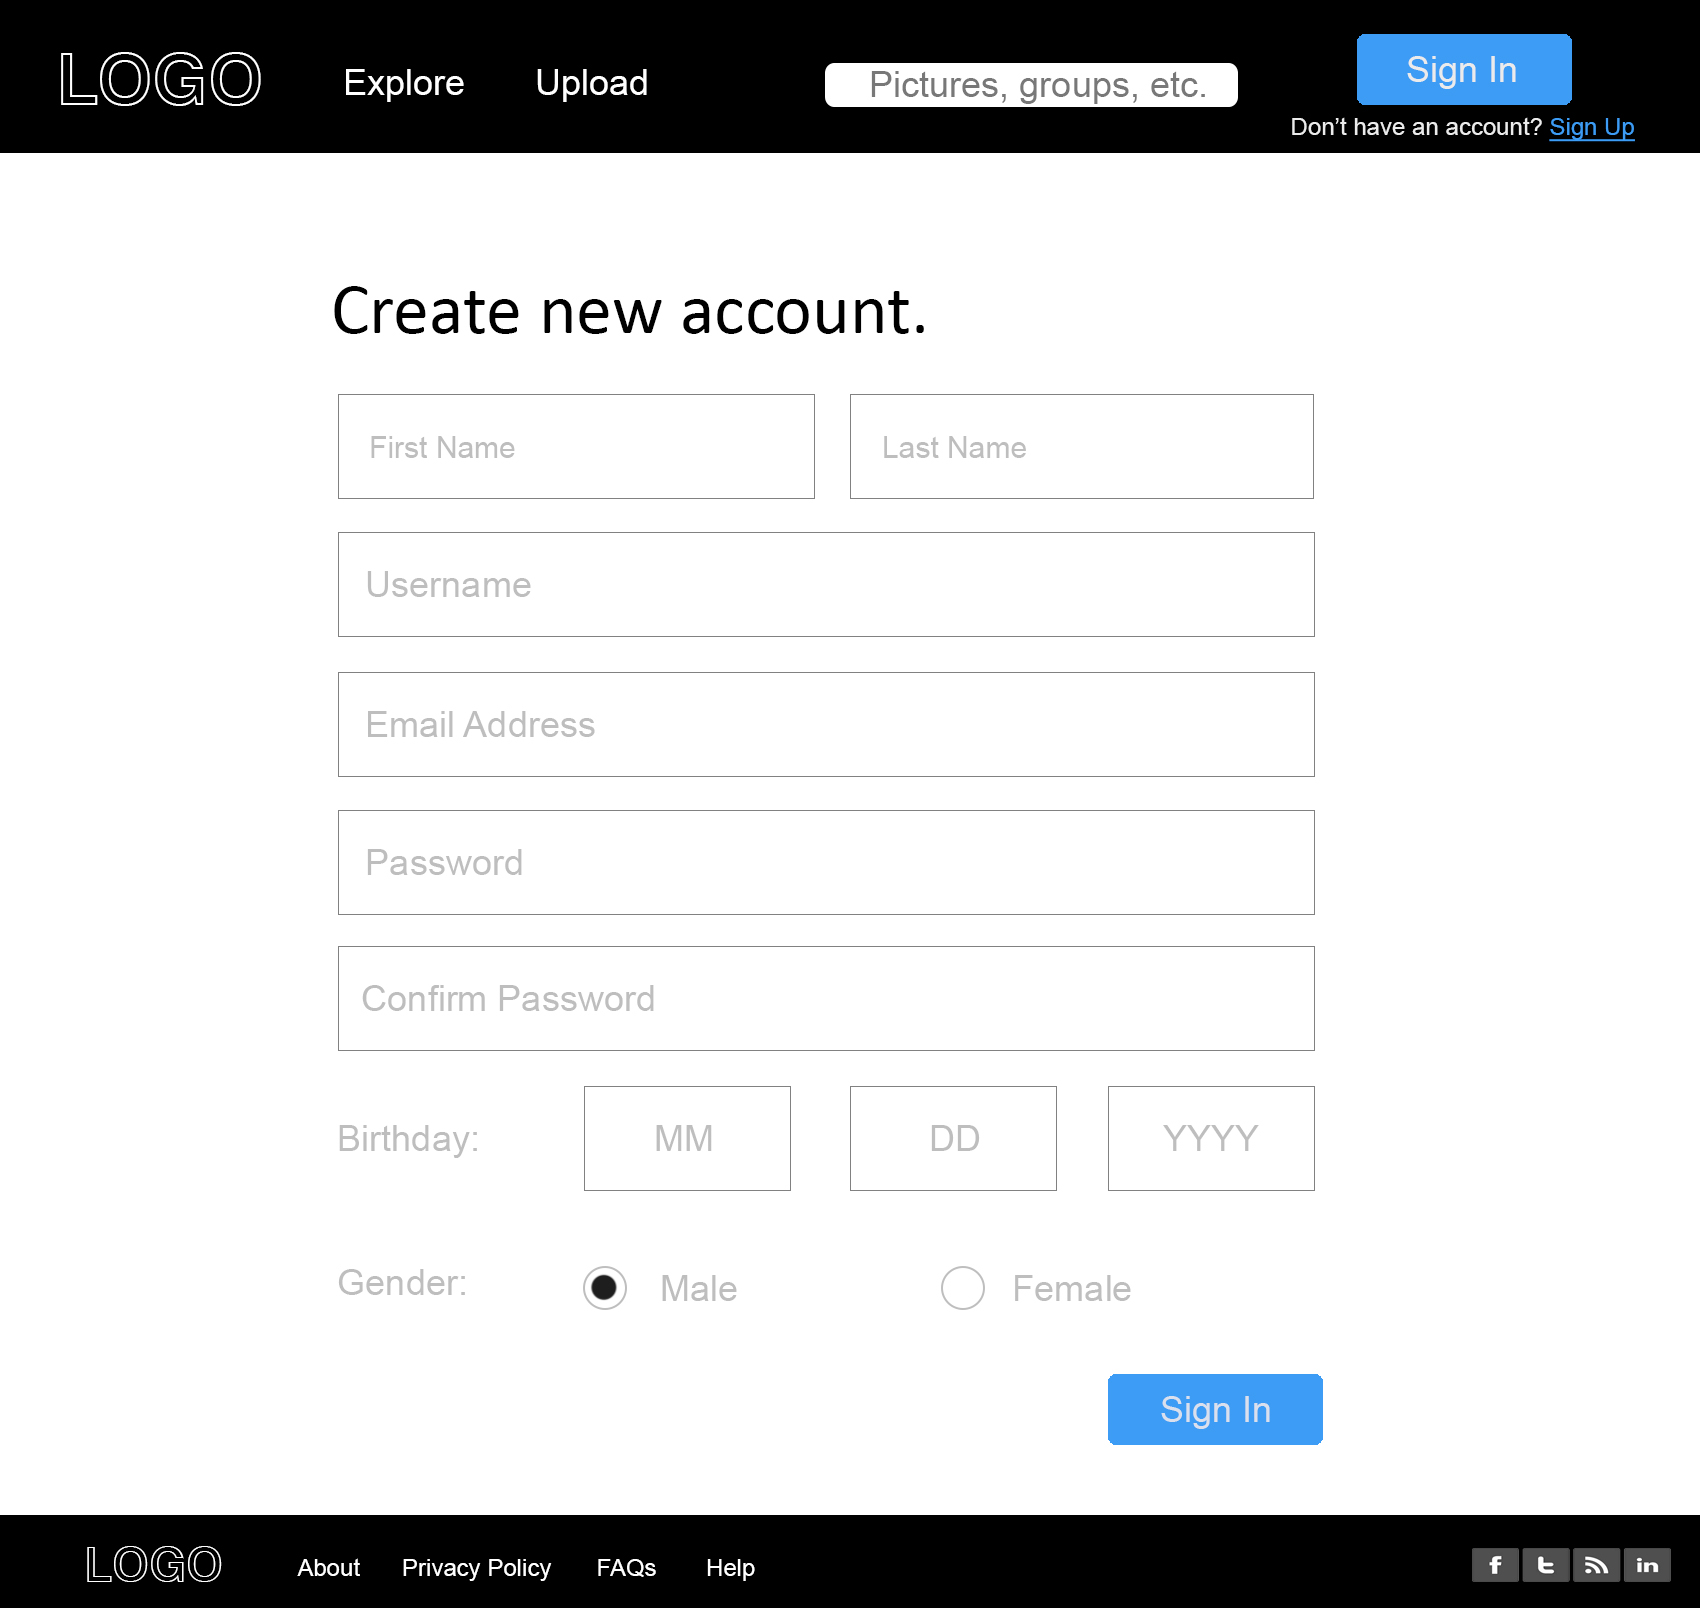 LOGO
Explore
Upload
Pictures, groups, etc.
Sign In
Don’t have an account? Sign Up
Create new account.
First Name
Last Name
Username
Email Address
Password
Confirm Password
Birthday:
MM
DD
YYYY
Gender:
Male
Female
Sign In
LOGO
About
Privacy Policy
FAQs
Help
f
t
in